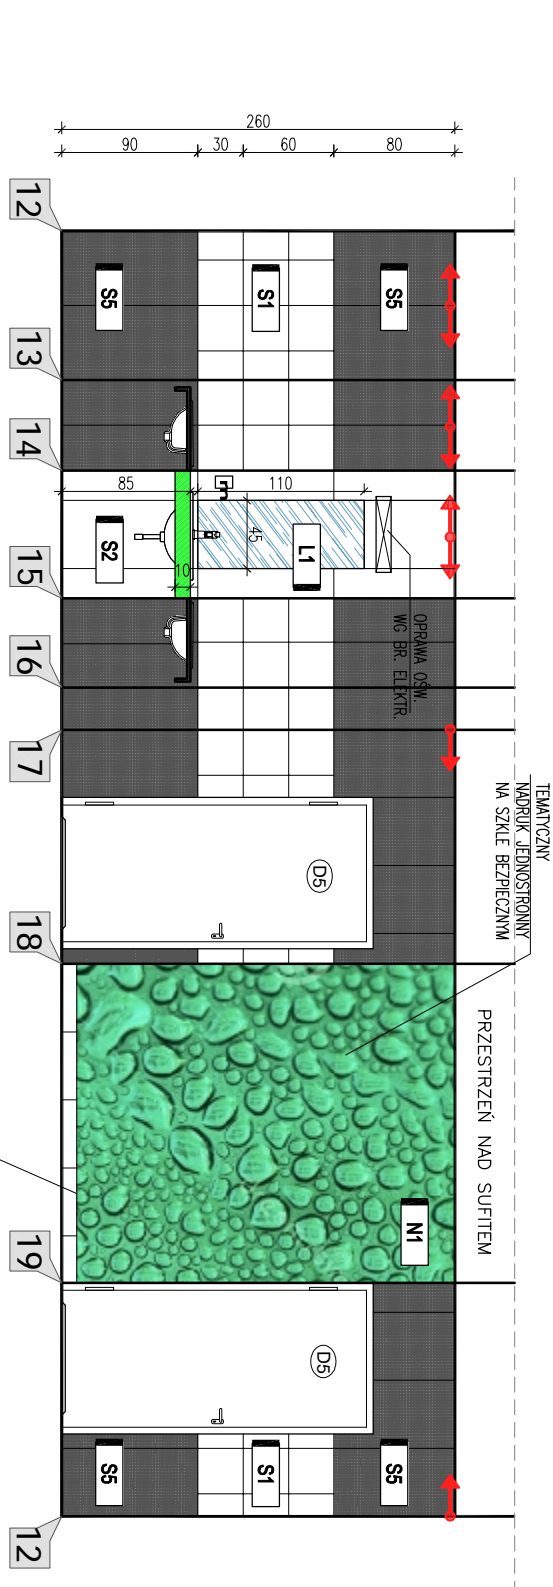 260
90
30
60
80
12
S5
S1
S5
13
14
85
110
m
45
L1
S2
10
15
OPRAWA OŚW.
WG BR. ELEKTR.
16
17
TEMATYCZNY
NADRUK JEDNOSTRONNY
NA SZKLE BEZPIECZNYM
D5
18
PRZESTRZEŃ NAD SUFITEM
N1
19
D5
S5
S1
S5
12